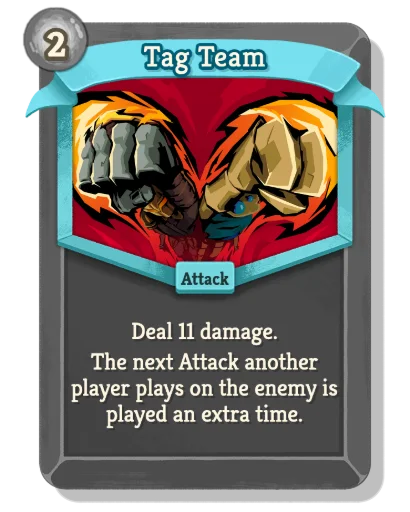 2
Tag Team
Attack
Deal 11 damage.
The next Attack another
player plays on the enemy is
played an extra time.